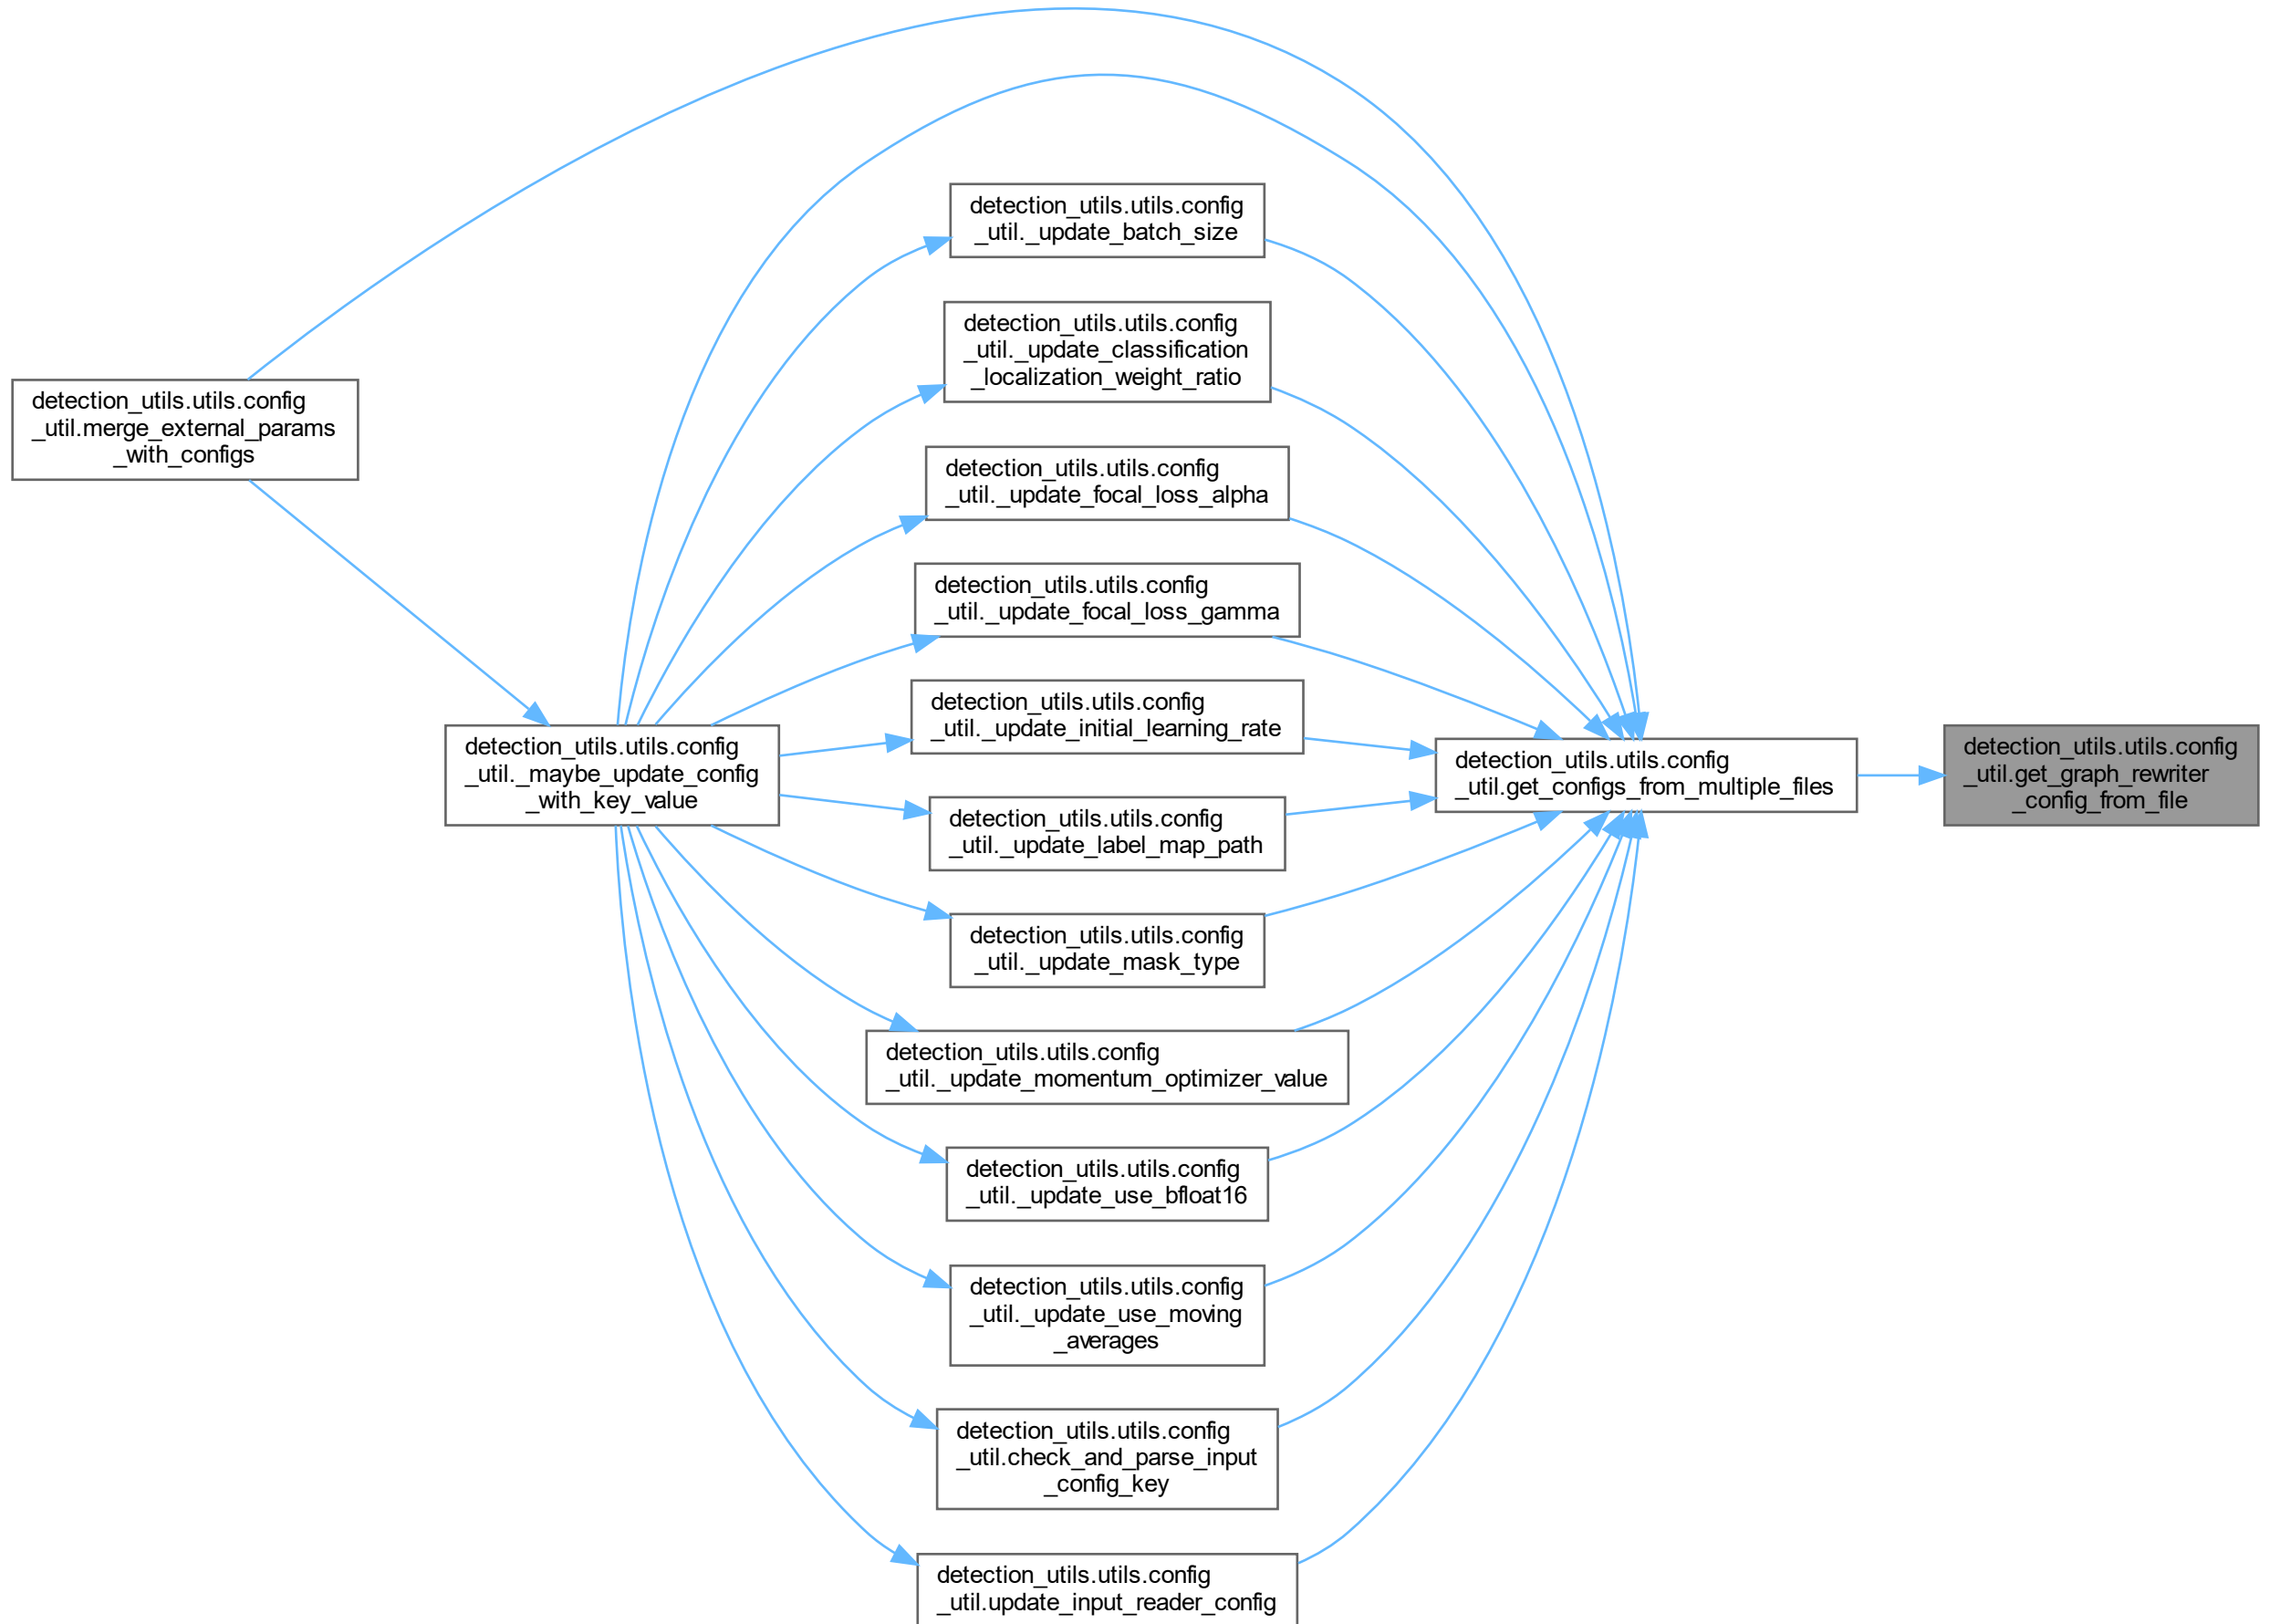 detection_utils.utils.config
_util._update_batch_size
detection_utils.utils.config
_util._update_classification
_localization_weight_ratio
detection_utils.utils.config
_util.merge_external_params
_with_configs
detection_utils.utils.config
_util._update_focal_loss_alpha
detection_utils.utils.config
_util._update_focal_loss_gamma
detection_utils.utils.config
_util._update_initial_learning_rate
detection_utils.utils.config
_util._maybe_update_config
_with_key_value
detection_utils.utils.config
_util.get_configs_from_multiple_files
detection_utils.utils.config
_util.get_graph_rewriter
_config_from_file
detection_utils.utils.config
_util._update_label_map_path
detection_utils.utils.config
_util._update_mask_type
detection_utils.utils.config
_util._update_momentum_optimizer_value
detection_utils.utils.config
_util._update_use_bfloat16
detection_utils.utils.config
_util._update_use_moving
_averages
detection_utils.utils.config
_util.check_and_parse_input
_config_key
detection_utils.utils.config
_util.update_input_reader_config